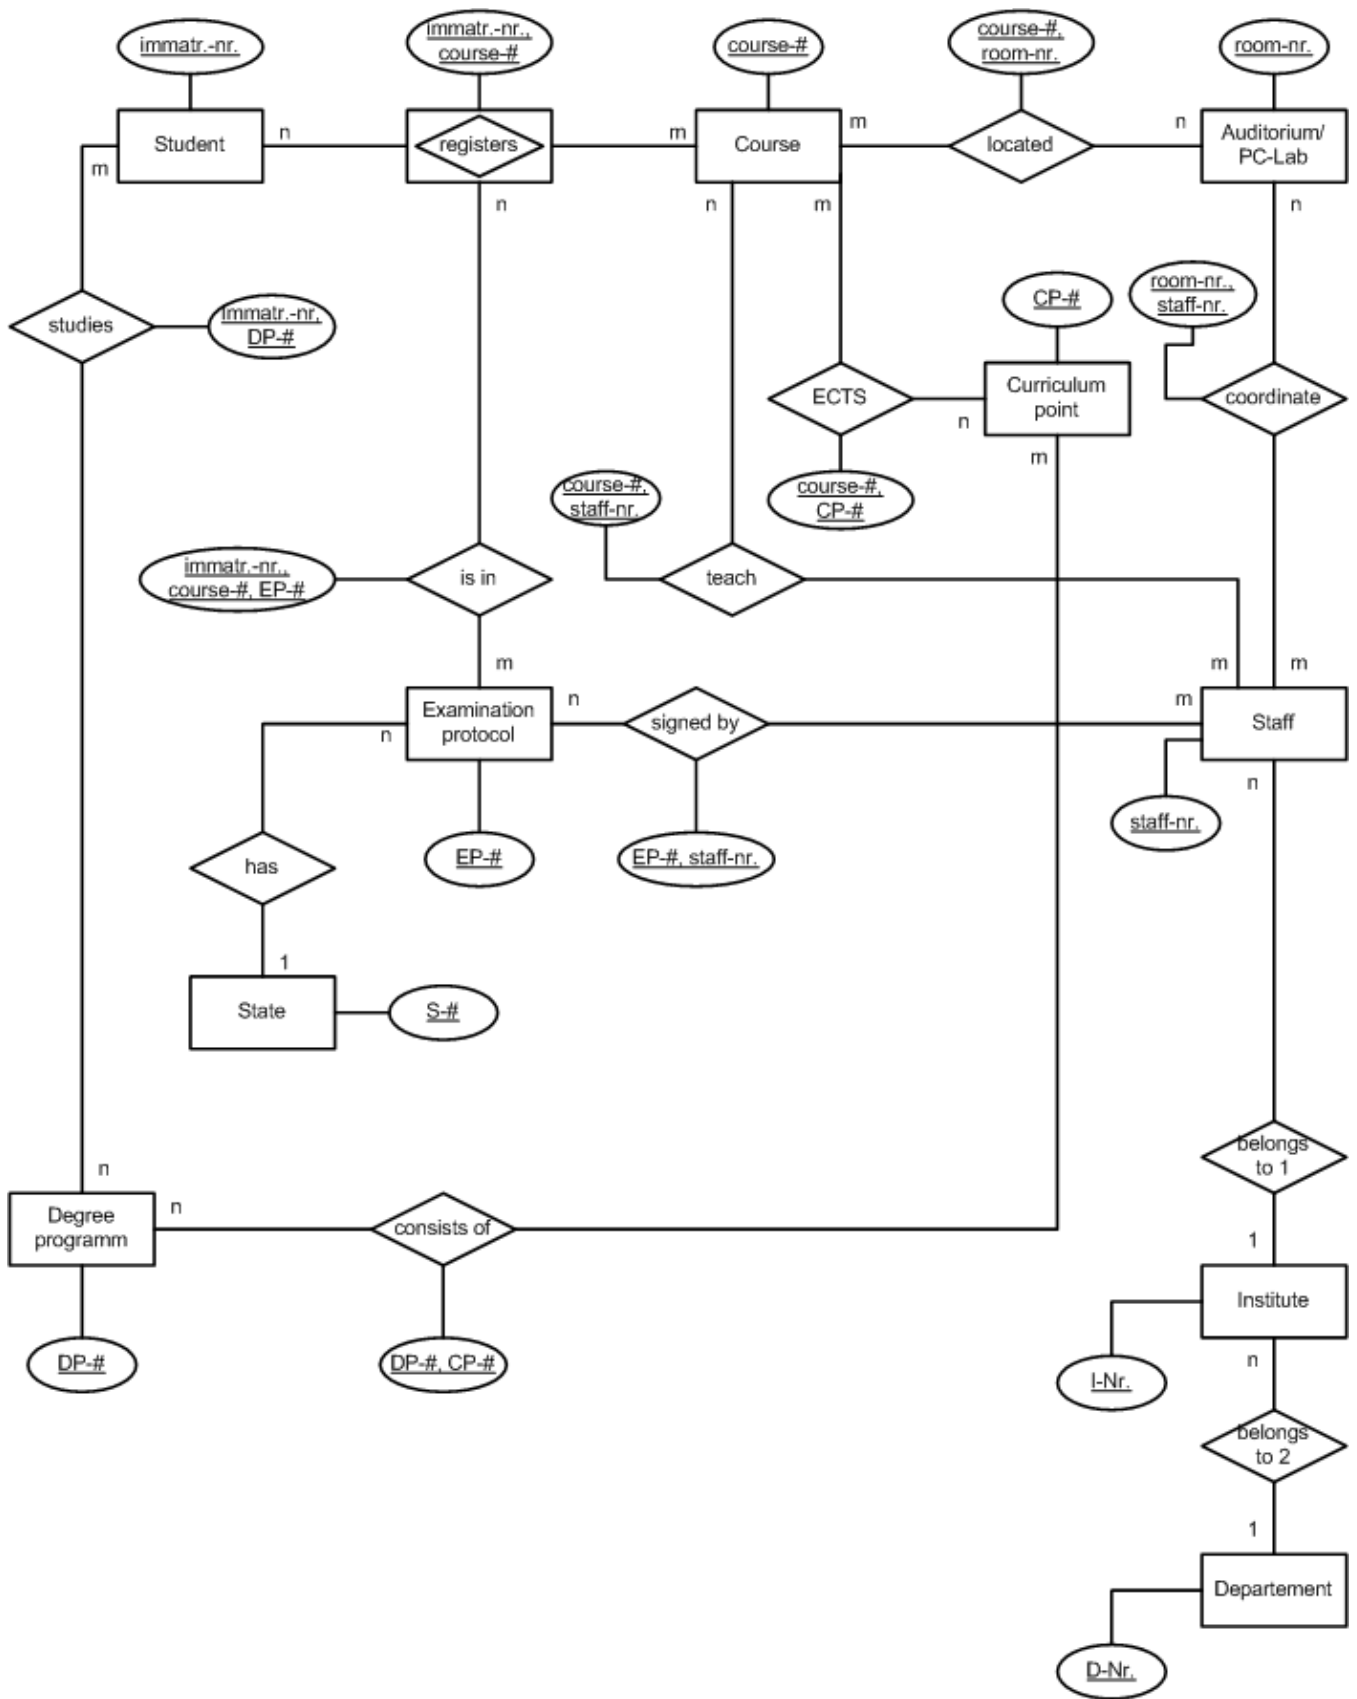 immatr.-nr.
immatr.-nr.,
course-#
course-#
course-#,
room-nr.
room-nr.
Student
n
registers
m
Course
m
located
n
Auditorium/
PC-Lab
m
n
n
m
n
studies
Immatr.-nr,
DP-#
CP-#
room-nr.,
staff-nr.
ECTS
n
Curriculum
point
coordinate
m
course-#,
staff-nr.
course-#,
CP-#
immatr.-nr.,
course-#, EP-#
is in
teach
m
m
m
Examination
protocol
n
n
signed by
m
Staff
n
staff-nr.
has
EP-#
EP-#, staff-nr.
1
State
S-#
belongs
to 1
n
Degree
programm
n
consists of
1
Institute
DP-#
DP-#, CP-#
I-Nr.
n
belongs
to 2
1
Departement
D-Nr.